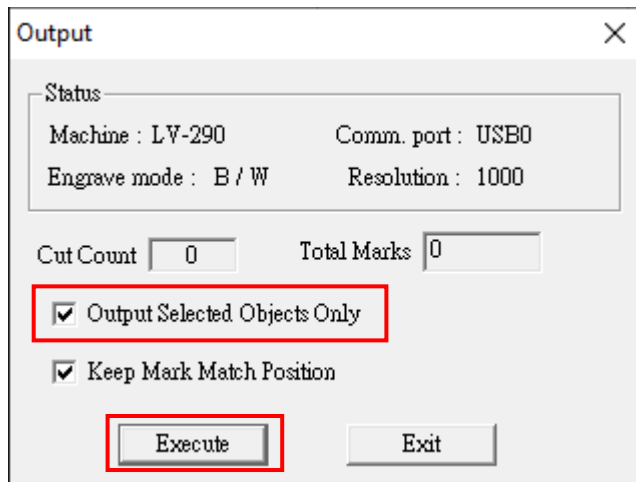 Output
Status
Machine : LV-290 Comm. port : USB0
Engrave mode : B / W Resolution : 1000
Cut Count 0 Total Marks 0
Output Selected Objects Only
Keep Mark Match Position
Execute Exit